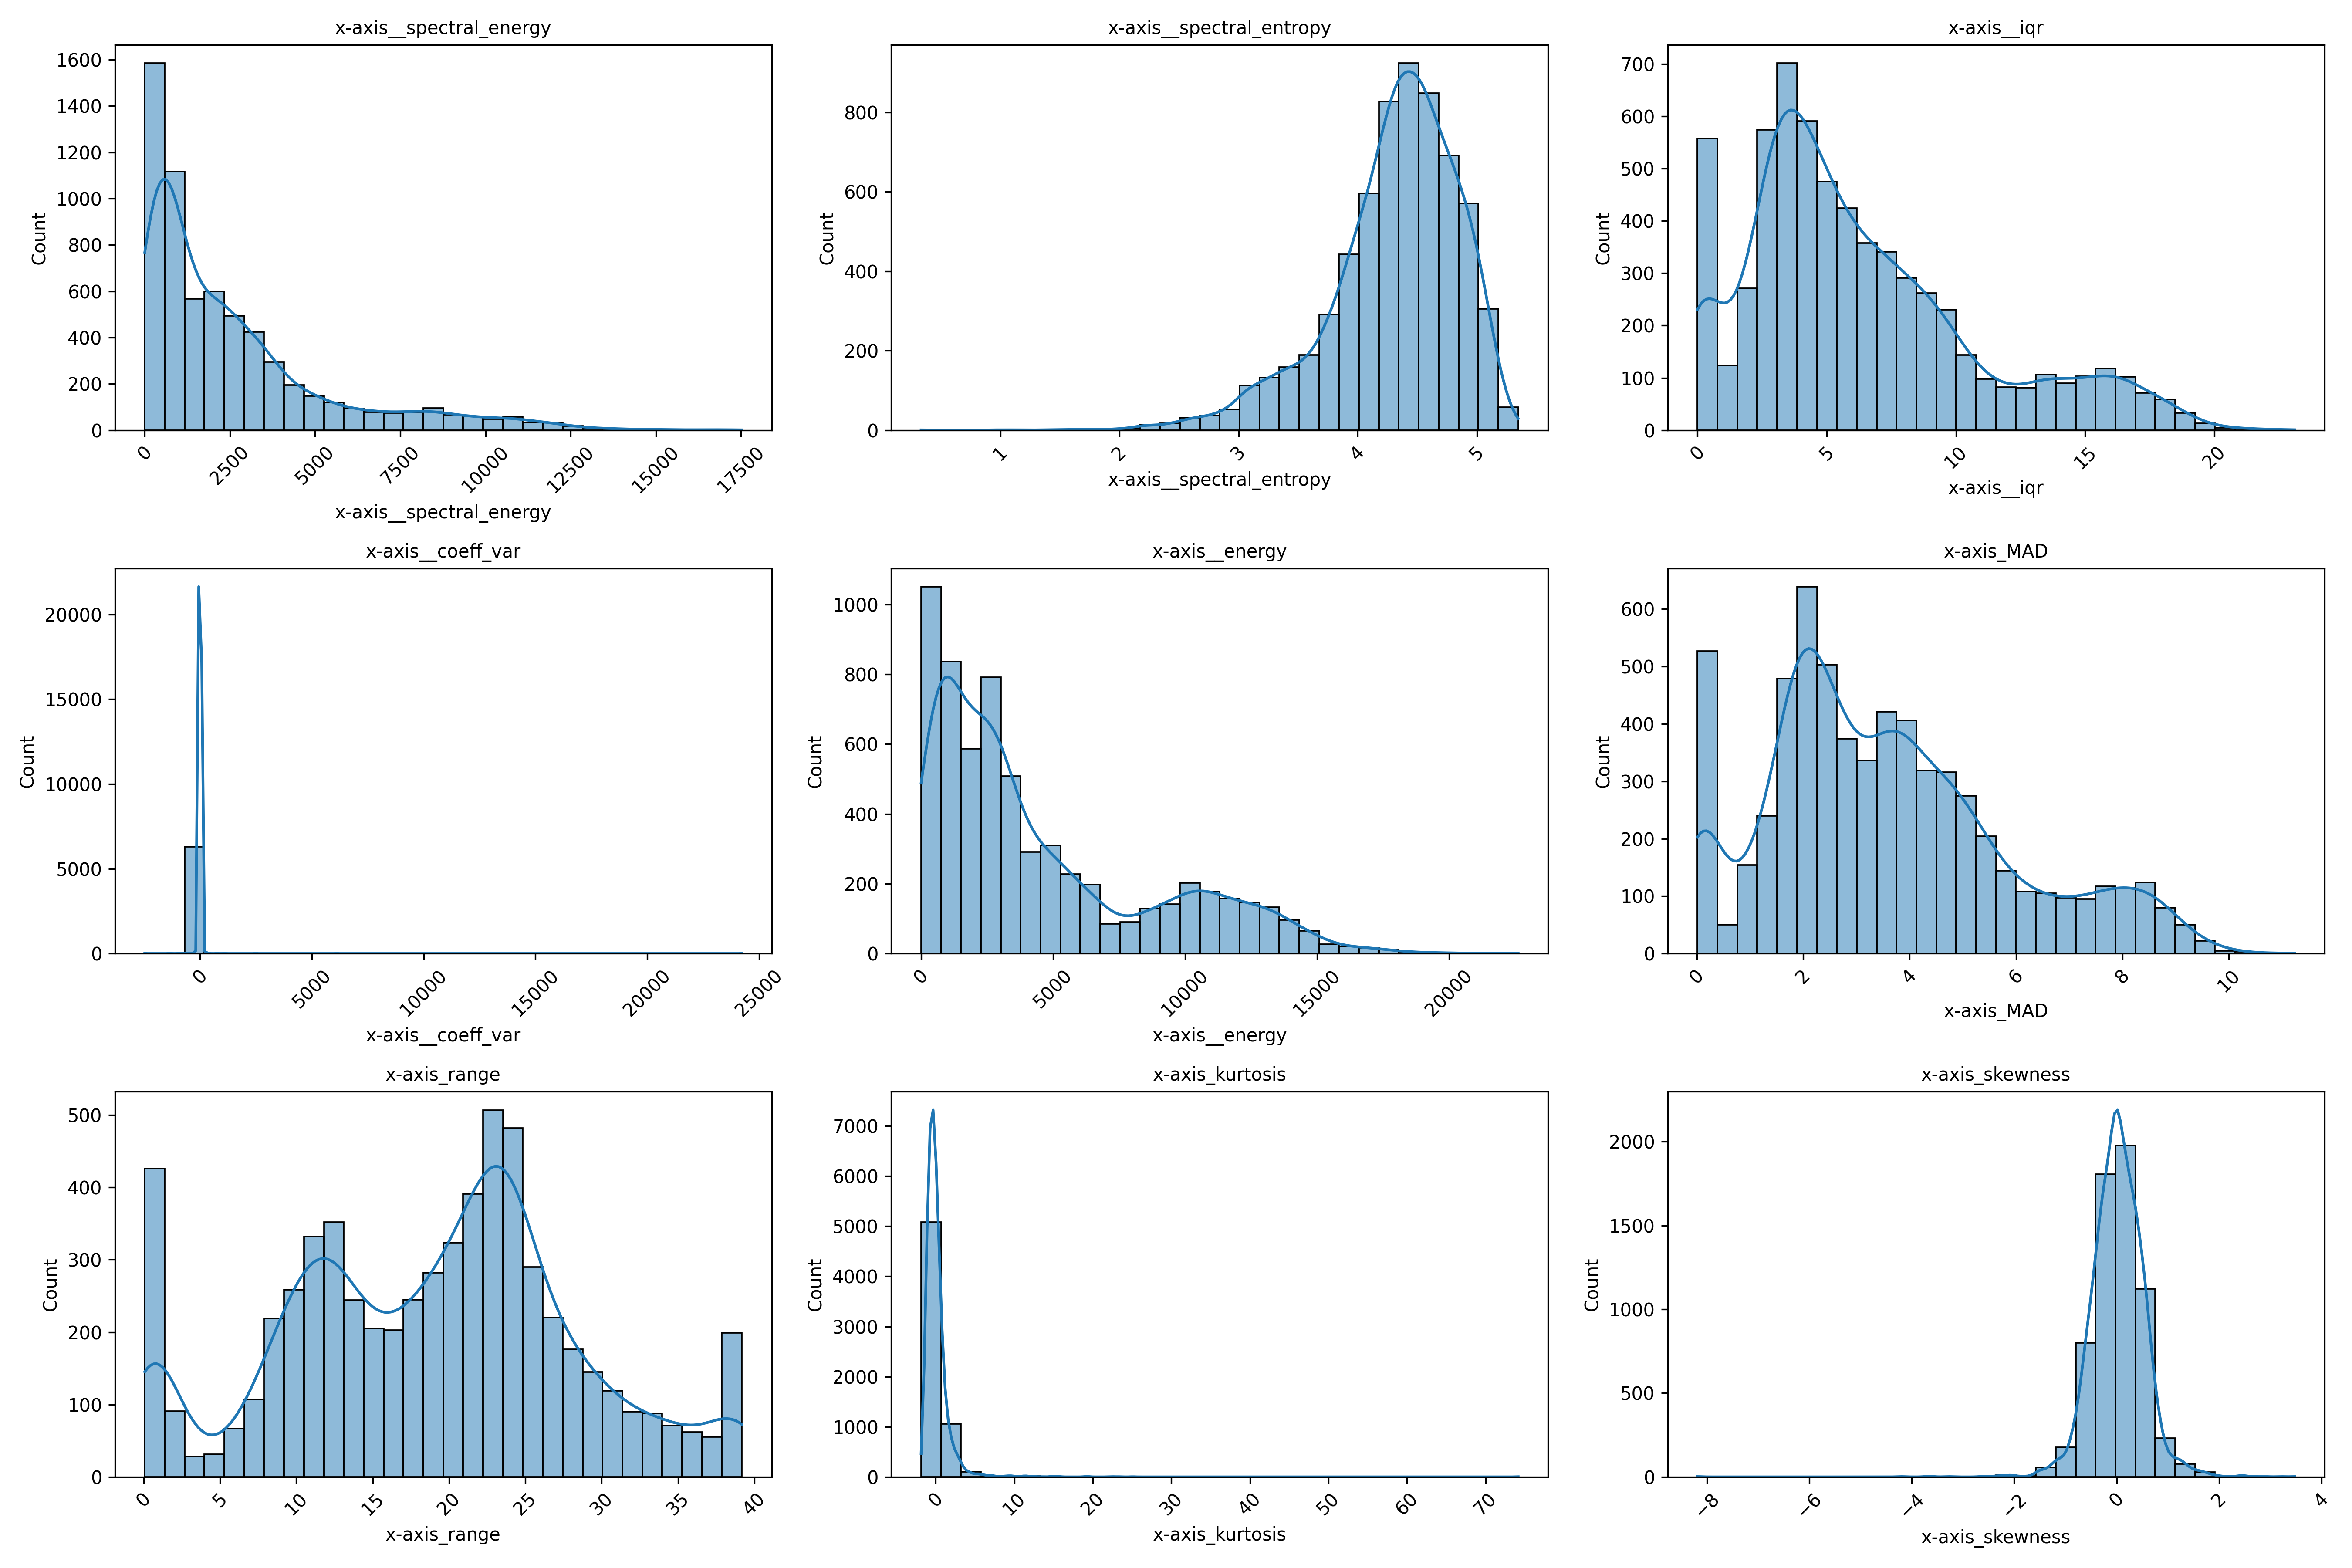 x-axis__spectral_energy
1600
1400
1200
1000
800
600
400
200
0
Count
0 2500 5000 7500 10000 12500 15000 17500
x-axis__spectral_energy
x-axis__spectral_entropy
800
600
400
200
0
Count
1 2 3 4 5
x-axis__spectral_entropy
x-axis__iqr
700
600
500
400
300
200
100
0
Count
0 5 10 15 20
x-axis__iqr
x-axis__coeff_var
20000
15000
10000
5000
0
Count
0 5000 10000 15000 20000 25000
x-axis__coeff_var
x-axis__energy
1000
800
600
400
200
0
Count
0 5000 10000 15000 20000
x-axis__energy
x-axis_MAD
600
500
400
300
200
100
0
Count
0 2 4 6 8 10
x-axis_MAD
x-axis_range
500
400
300
200
100
0
Count
0 5 10 15 20 25 30 35 40
x-axis_range
x-axis_kurtosis
7000
6000
5000
4000
3000
2000
1000
0
Count
0 10 20 30 40 50 60 70
x-axis_kurtosis
x-axis_skewness
2000
1500
1000
500
0
Count
−8 −6 −4 −2 0 2 4
x-axis_skewness